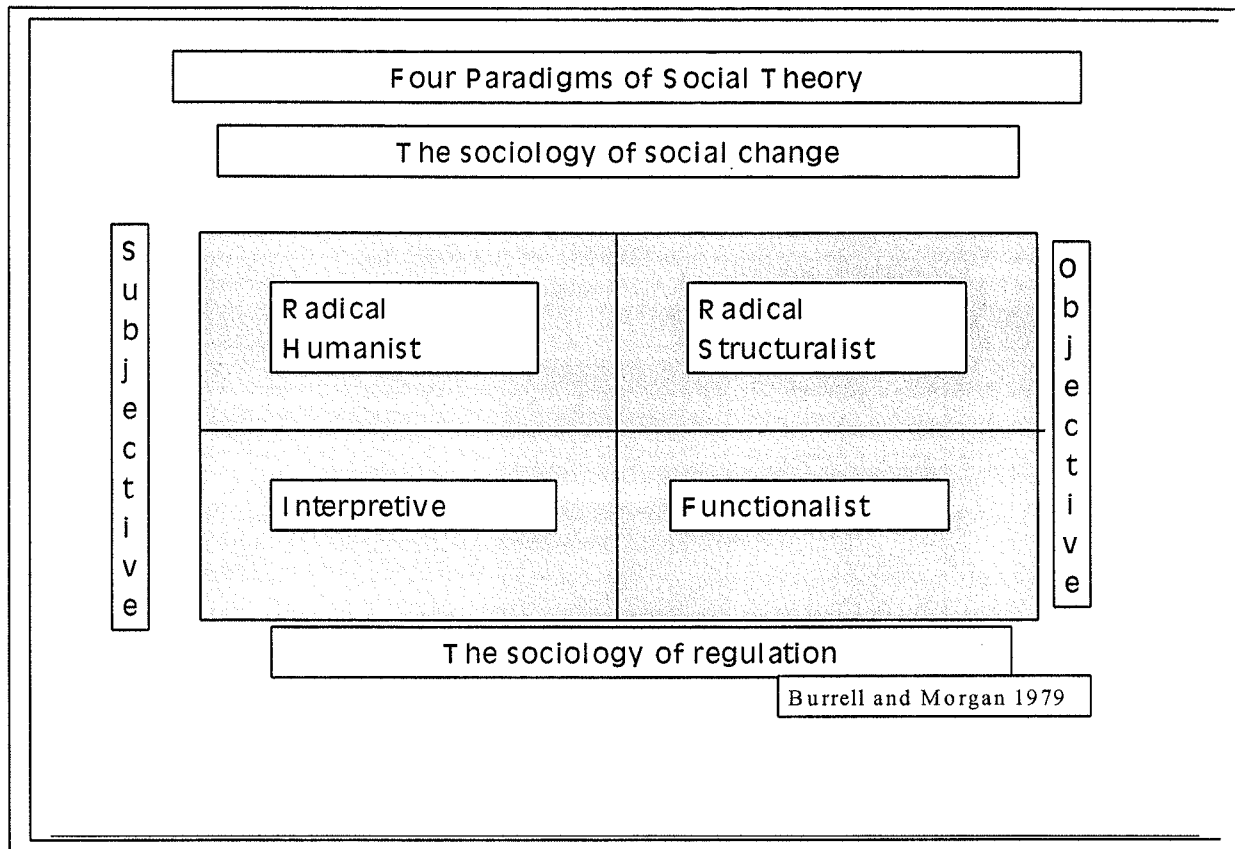 Four Paradigms of Social Theory
The sociology of social change
Subjective
Radical
Humanist
Radical
Structuralist
Objective
Interpretive
Functionalist
The sociology of regulation
Burrell and Morgan 1979